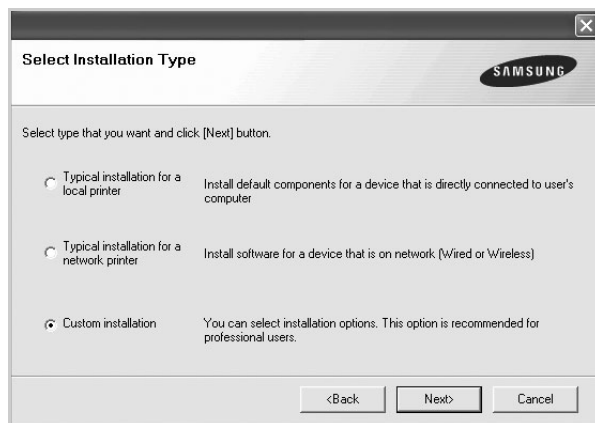 Select Installation Type
SAMSUNG
Select type that you want and click [Next] button.
Typical installation for a
local printer
Install default components for a device that is directly connected to user's
computer
Typical installation for a
network printer
Install software for a device that is on network (Wired or Wireless)
Custom installation
You can select installation options. This option is recommended for
professional users.
<Back
Next>
Cancel